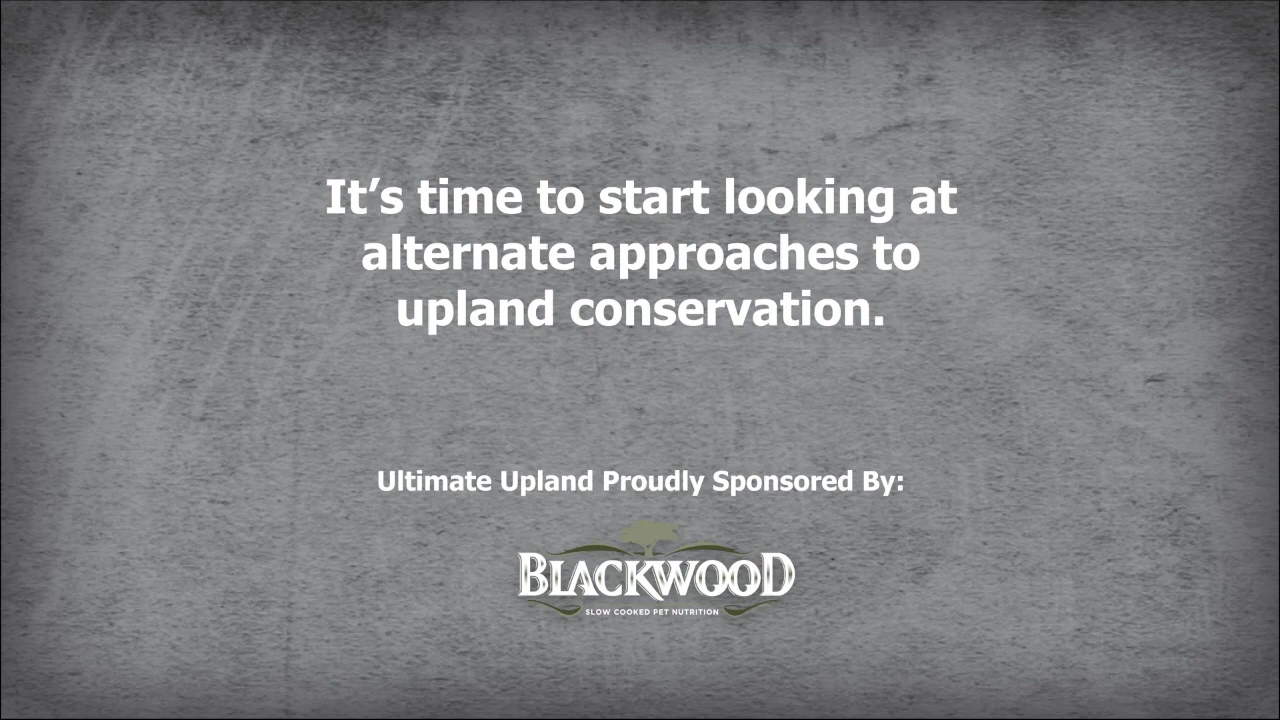 It’s time to start looking at
alternate approaches to
upland conservation.
Ultimate Upland Proudly Sponsored By:
BLACKWOOD
SLOW COOKED PET NUTRITION